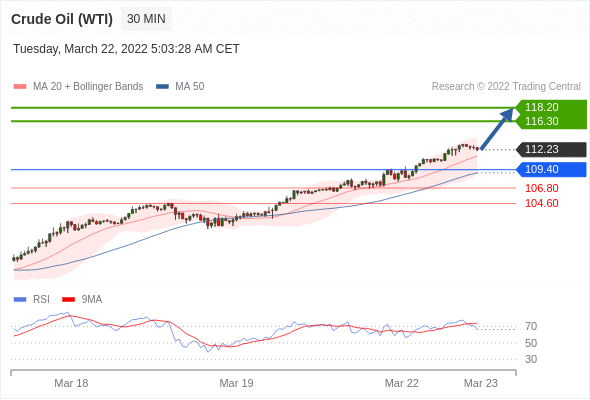 Crude Oil (WTI) 30 MIN
Tuesday, March 22, 2022 5:03:28 AM CET
MA 20 + Bollinger Bands MA 50 Research © 2022 Trading Central
118.20
116.30
112.23
109.40
106.80
104.60
RSI 9MA
70
50
30
Mar 18 Mar 19 Mar 22 Mar 23